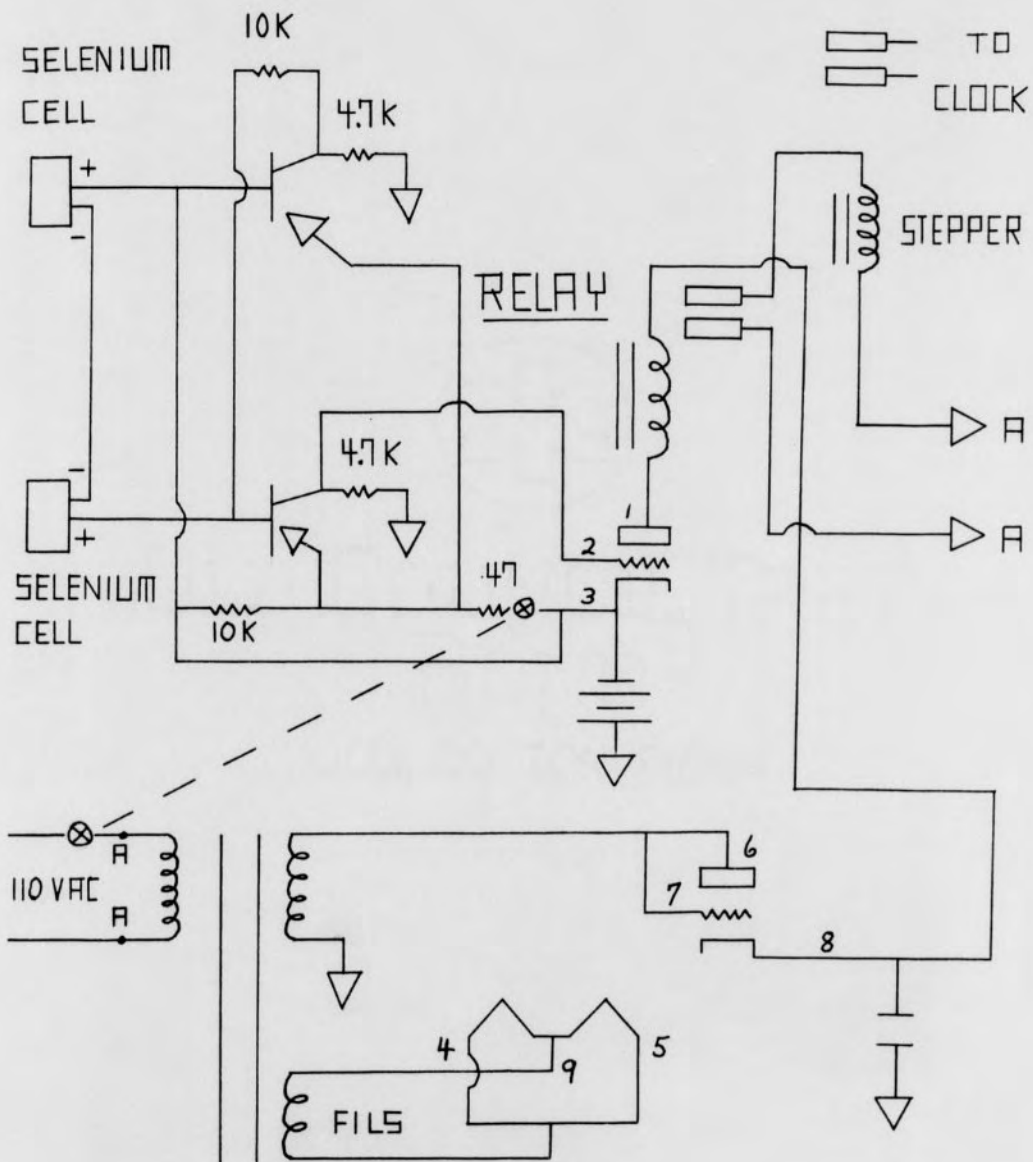 10K
SELENIUM
CELL
4.7K
TO
CLOCK
+
-
STEPPER
RELAY
A
-
4.7K
+
1
2
A
SELENIUM
CELL
.47
3
10K
A
110 VAC
A
6
7
8
4
9
5
FILS